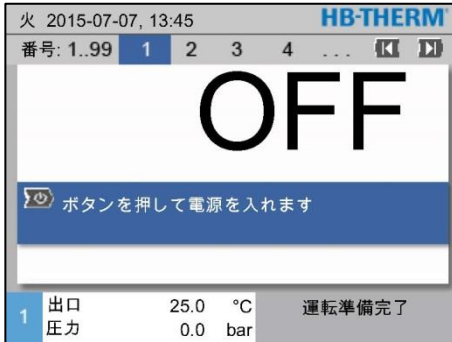 火 2015-07-07, 13:45 HB-THERM
番号: 1..99 1 2 3 4 ...
OFF
ボタンを押して電源を入れます
1 出口 25.0 °C 運転準備完了
圧力 0.0 bar